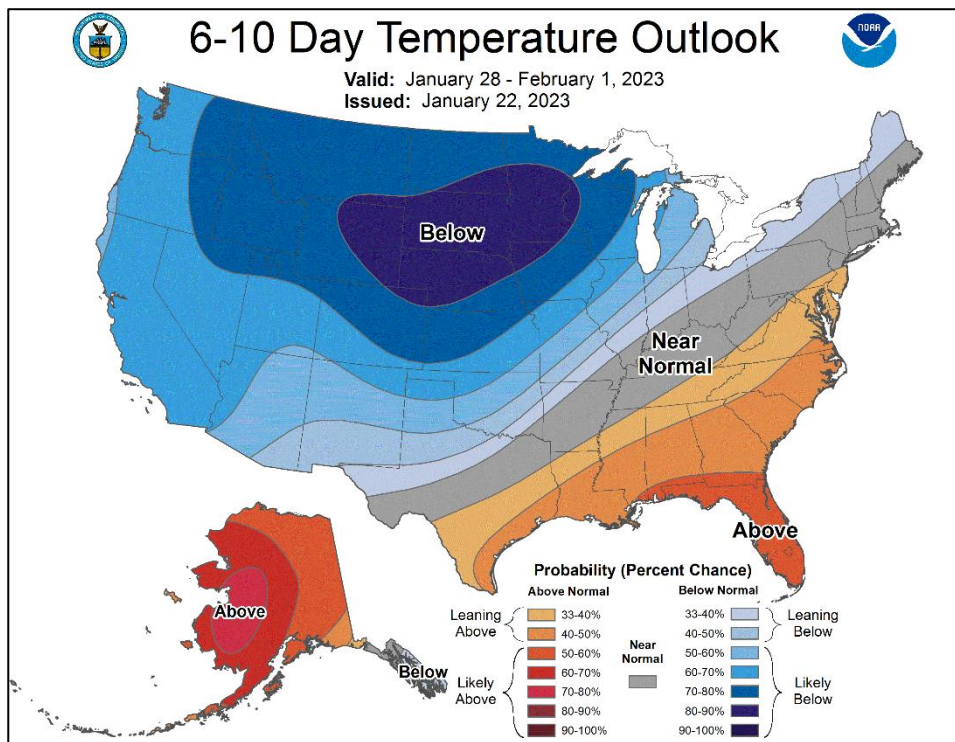 6-10 Day Temperature Outlook
Valid: January 28 - February 1, 2023
Issued: January 22, 2023
NOAA
Below
Near
Normal
Above
Above
Below
Probability (Percent Chance)
Above Normal
Below Normal
Leaning
Above
33-40%
40-50%
Likely
Above
50-60%
60-70%
70-80%
80-90%
90-100%
Near
Normal
33-40%
40-50%
Leaning
Below
50-60%
60-70%
70-80%
80-90%
90-100%
Likely
Below